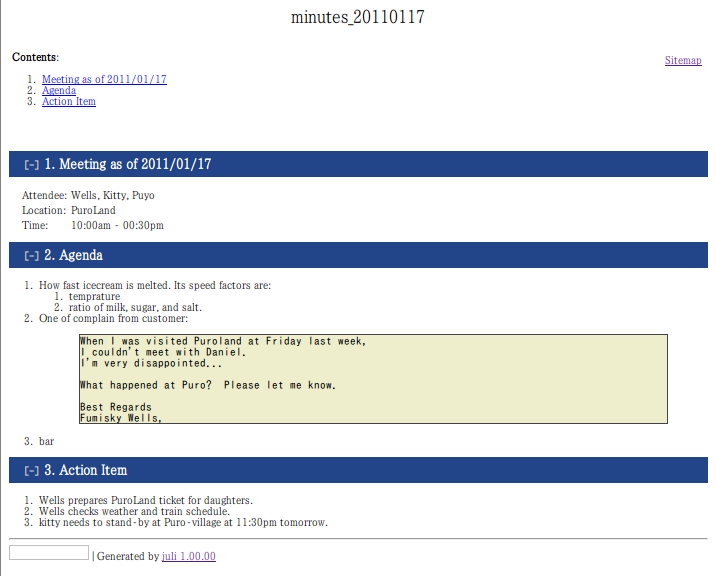 minutes_20110117
Contents:
Sitemap
1. Meeting as of 2011/01/17
2. Agenda
3. Action Item
[-] 1. Meeting as of 2011/01/17
Attendee: Wells, Kitty, Puyo
Location: PuroLand
Time: 10:00am - 00:30pm
[-] 2. Agenda
1. How fast icecream is melted. Its speed factors are:
1. temprature
2. ratio of milk, sugar, and salt.
2. One of complain from customer:
When I was visited Puroland at Friday last week,
I couldn't meet with Daniel.
I'm very disappointed...
What happened at Puro? Please let me know.
Best Regards
Fumisky Wells,
3. bar
[-] 3. Action Item
1. Wells prepares PuroLand ticket for daughters.
2. Wells checks weather and train schedule.
3. kitty needs to stand-by at Puro-village at 11:30pm tomorrow.
| Generated by juli 1.00.00